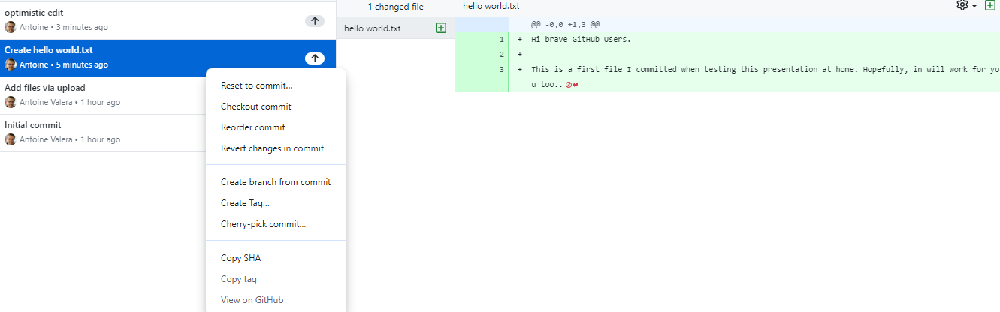 optimistic edit
Antoine • 3 minutes ago
Create hello world.txt
Antoine • 5 minutes ago
Add files via upload
Antoine Valera • 1 hour ago
Initial commit
Antoine Valera • 1 hour ago
Reset to commit...
Checkout commit
Reorder commit
Revert changes in commit
Create branch from commit
Create Tag...
Cherry-pick commit...
Copy SHA
Copy tag
View on GitHub
1 changed file
hello world.txt
hello world.txt
@@ -0,0 +1,3 @@
1 + Hi brave GitHub Users.
2 +
3 + This is a first file I committed when testing this presentation at home. Hopefully, in will work for yo
u too..